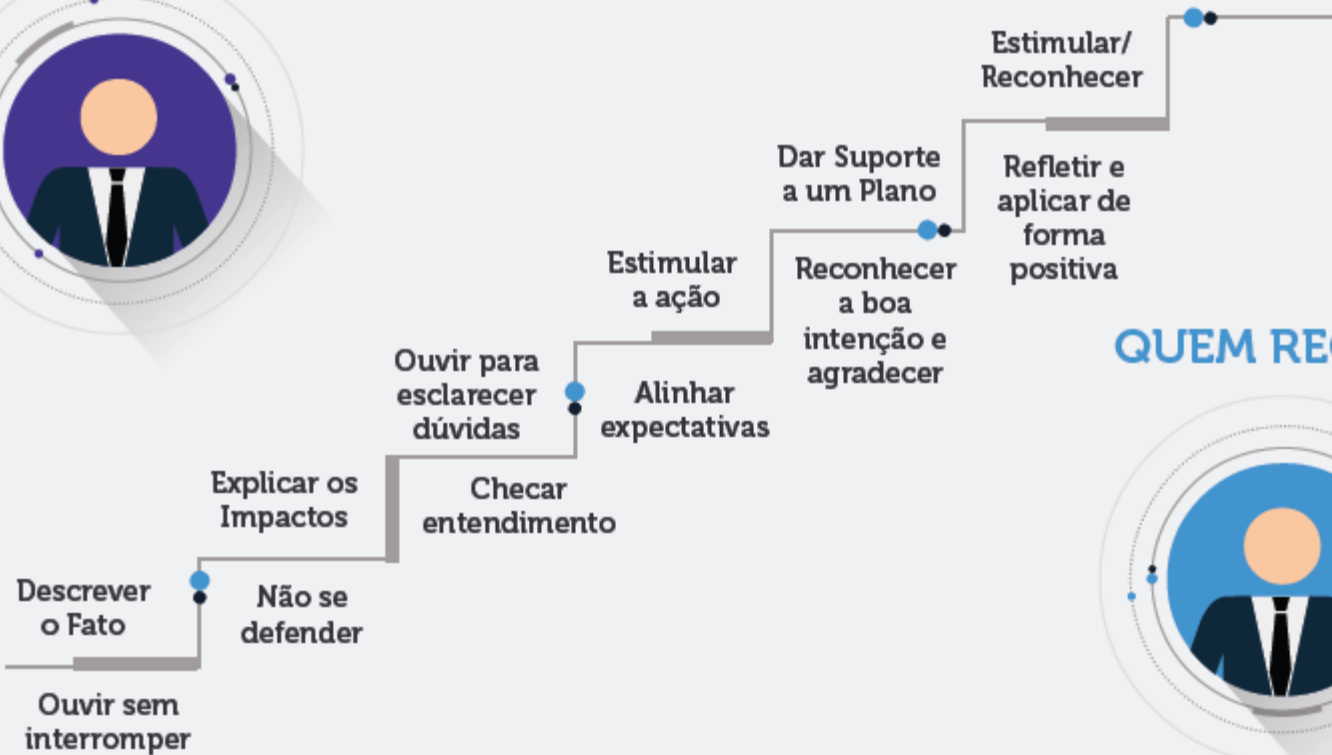 Estimular/
Reconhecer
Dar Suporte
a um Plano
Refletir e
aplicar de
forma
positiva
Estimular
a ação
Reconhecer
a boa
intenção e
agradecer
QUEM RE
Ouvir para
esclarecer
dúvidas
Alinhar
expectativas
Explicar os
Impactos
Checar
entendimento
Descrever
o Fato
Não se
defender
Ouvir sem
interromper